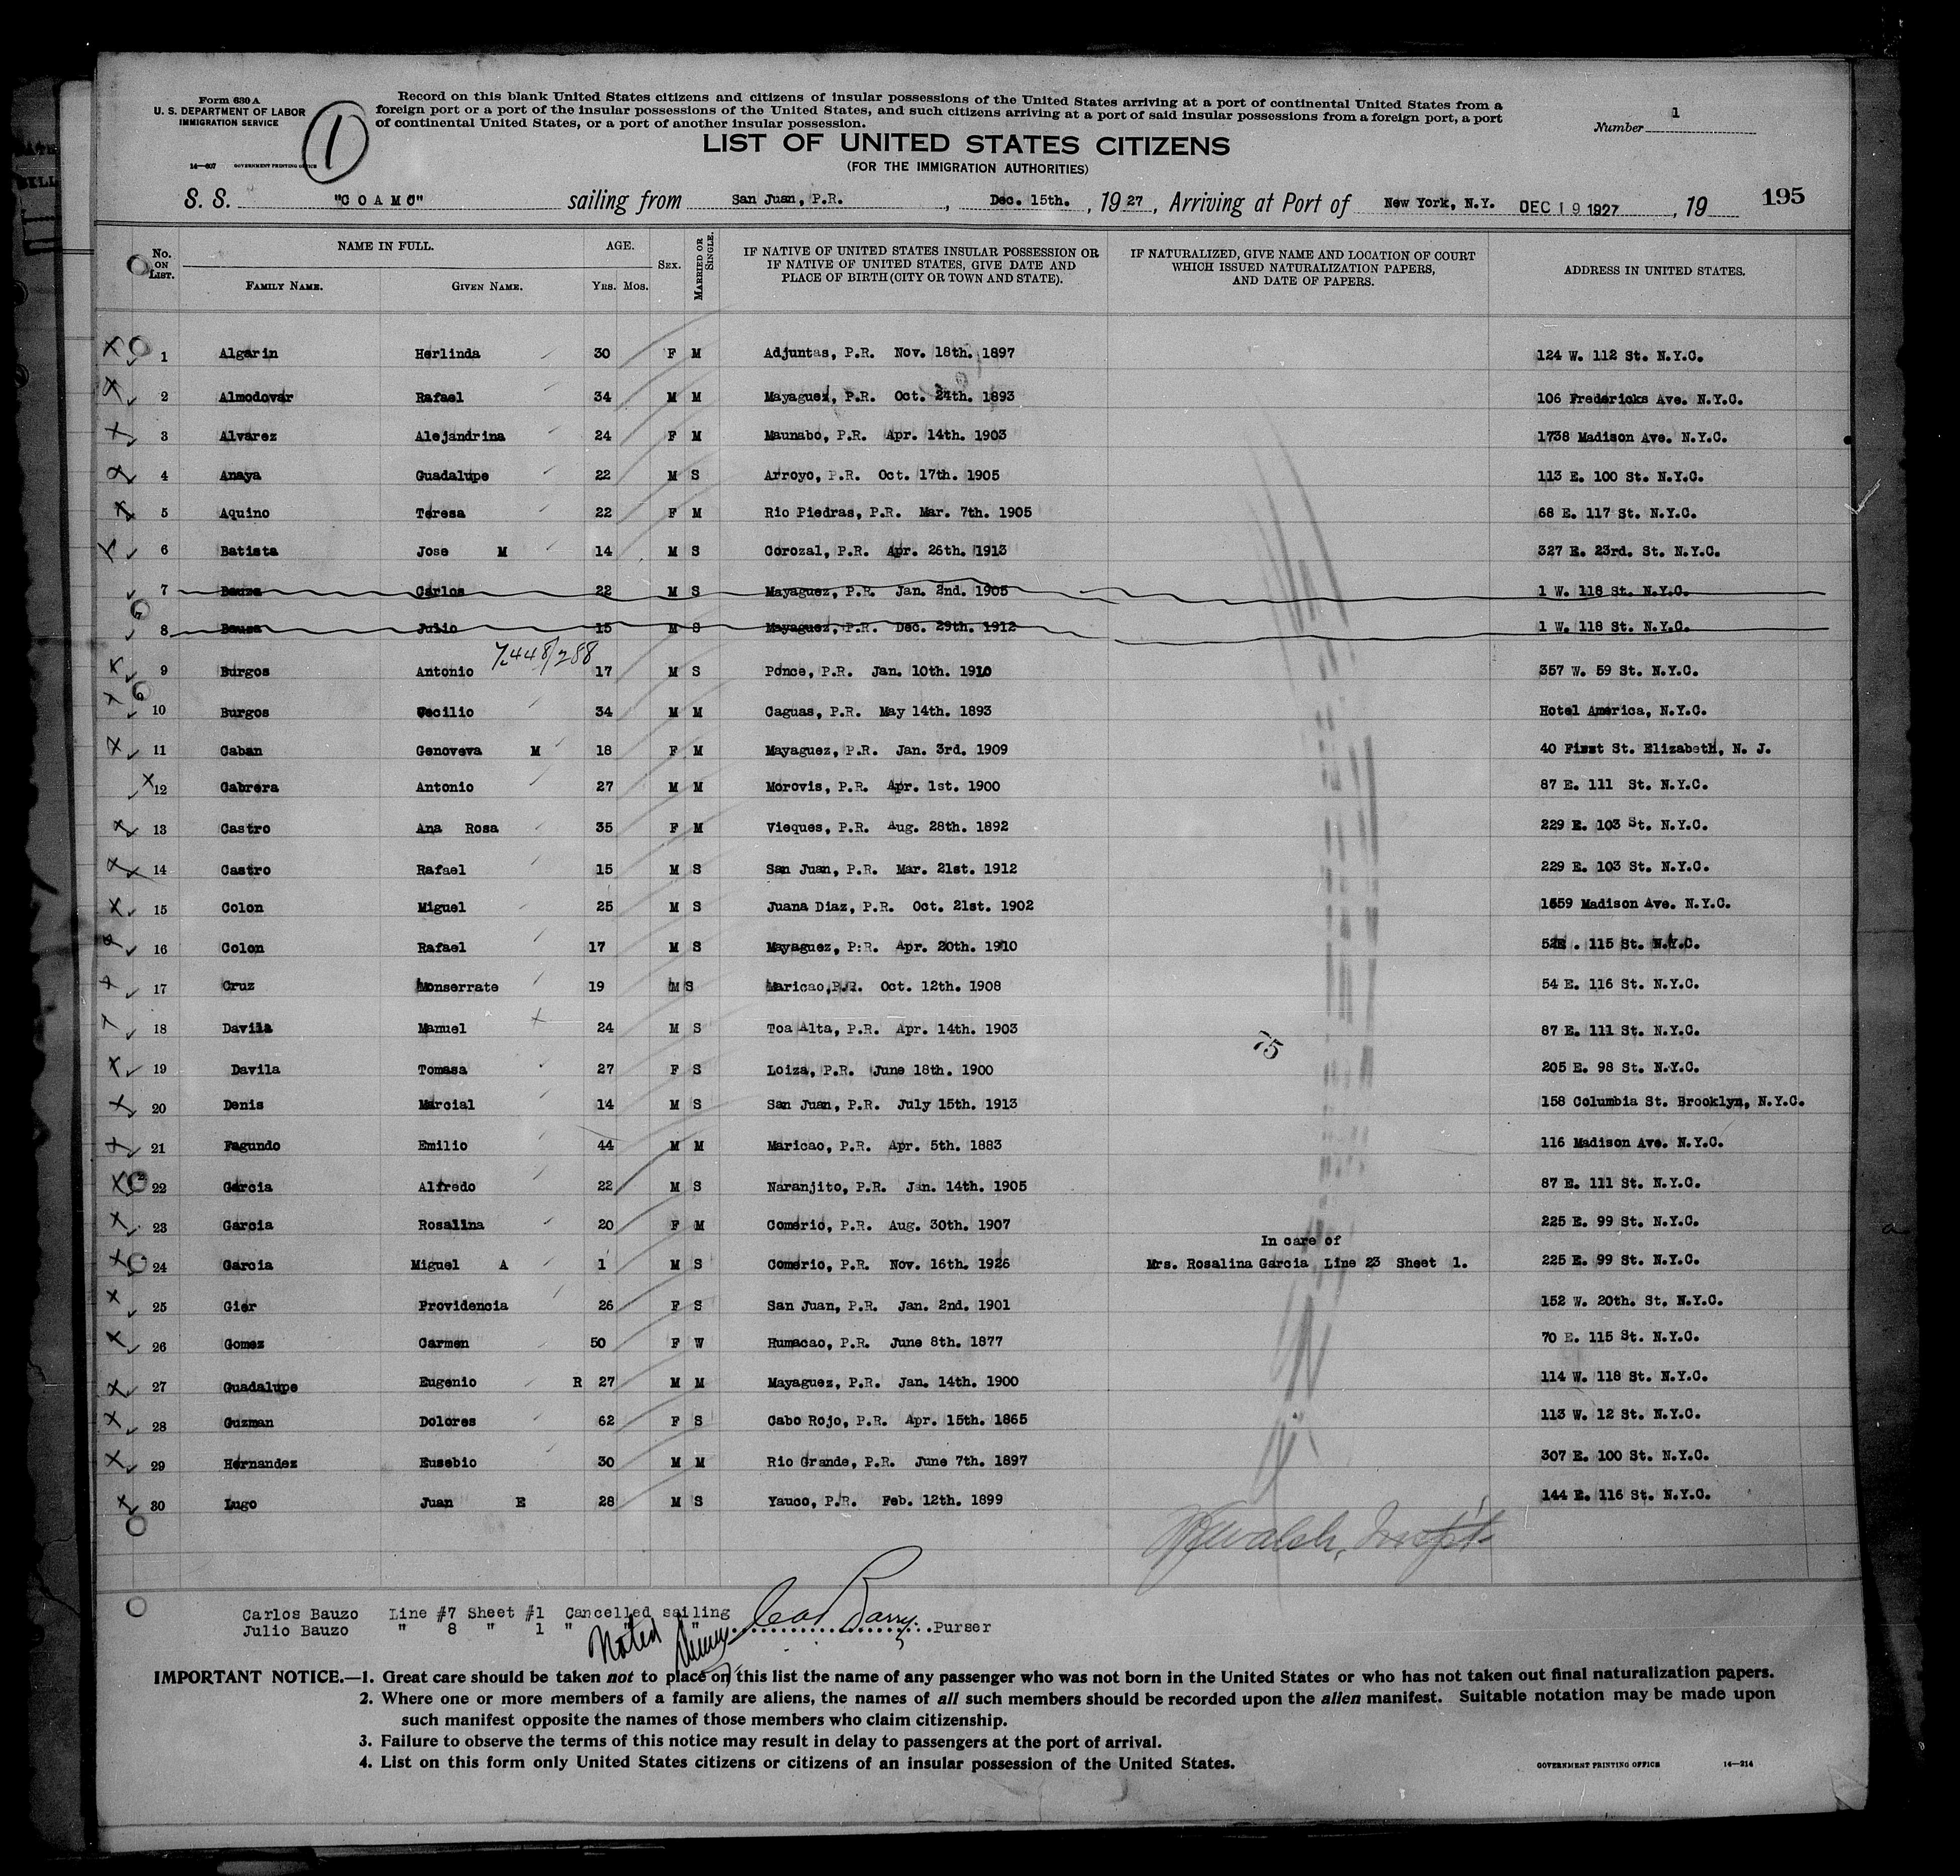 Form 630 A
U. S. DEPARTMENT OF LABOR
IMMIGRATION SERVICE
14—607 GOVERNMENT PRINTING OFFICE
1
Record on this blank United States citizens and citizens of insular possessions of the United States arriving at a port of continental United States from a
foreign port or a port of the insular possessions of the United States, and such citizens arriving at a port of said insular possessions from a foreign port, a port
of continental United States, or a port of another insular possession.
Number 1
LIST OF UNITED STATES CITIZENS
(FOR THE IMMIGRATION AUTHORITIES)
S. S. "COAMO" sailing from San Juan, P.R. , Dec. 15th. , 19 27 , Arriving at Port of New York, N.Y. DEC 19 1927 , 19 195
No. ON LIST. NAME IN FULL. FAMILY NAME. GIVEN NAME. AGE. YRS. MOS. SEX. MARRIED OR SINGLE. IF NATIVE OF UNITED STATES INSULAR POSSESSION OR IF NATIVE OF UNITED STATES, GIVE DATE AND PLACE OF BIRTH (CITY OR TOWN AND STATE). IF NATURALIZED, GIVE NAME AND LOCATION OF COURT WHICH ISSUED NATURALIZATION PAPERS, AND DATE OF PAPERS. ADDRESS IN UNITED STATES.
1 Algarin Herlinda 30 F M Adjuntas, P.R. Nov. 18th. 1897 124 W. 112 St. N.Y.C.
2 Almodovar Rafael 34 M M Mayaguez, P.R. Oct. 24th. 1893 106 Fredericks Ave. N.Y.C.
3 Alvarez Alejandrina 24 F M Maunabo, P.R. Apr. 14th. 1903 1738 Madison Ave. N.Y.C.
4 Anaya Guadalupe 22 M S Arroyo, P.R. Oct. 17th. 1905 113 E. 100 St. N.Y.C.
5 Aquino Teresa 22 F M Rio Piedras, P.R. Mar. 7th. 1905 68 E. 117 St. N.Y.C.
6 Batista Jose M 14 M S Corozal, P.R. Apr. 26th. 1913 327 E. 23rd. St. N.Y.C.
7 Bauza Carlos 22 M S Mayaguez, P.R. Jan. 2nd. 1905 1 W. 118 St. N.Y.C.
8 Bauza Julio 15 M S Mayaguez, P.R. Dec. 29th. 1912 1 W. 118 St. N.Y.C.
7448/288
9 Burgos Antonio 17 M S Ponce, P.R. Jan. 10th. 1910 357 W. 59 St. N.Y.C.
10 Burgos Cecilio 34 M M Caguas, P.R. May 14th. 1893 Hotel America, N.Y.C.
11 Caban Genoveva M 18 F M Mayaguez, P.R. Jan. 3rd. 1909 40 First St. Elizabeth, N. J.
12 Cabrera Antonio 27 M M Morovis, P.R. Apr. 1st. 1900 87 E. 111 St. N.Y.C.
13 Castro Ana Rosa 35 F M Vieques, P.R. Aug. 28th. 1892 229 E. 103 St. N.Y.C.
14 Castro Rafael 15 M S San Juan, P.R. Mar. 21st. 1912 229 E. 103 St. N.Y.C.
15 Colon Miguel 25 M S Juana Diaz, P.R. Oct. 21st. 1902 1659 Madison Ave. N.Y.C.
16 Colon Rafael 17 M S Mayaguez, P.R. Apr. 20th. 1910 52E . 115 St. N.Y.C.
17 Cruz Monserrate 19 M S Maricao,P.R. Oct. 12th. 1908 54 E. 116 St. N.Y.C.
18 Davila Manuel 24 M S Toa Alta, P.R. Apr. 14th. 1903 87 E. 111 St. N.Y.C.
75
19 Davila Tomasa 27 F S Loiza, P.R. June 18th. 1900 205 E. 98 St. N.Y.C.
20 Denis Marcial 14 M S San Juan, P.R. July 15th. 1913 158 Columbia St. Brooklyn, N.Y.C.
21 Fagundo Emilio 44 M M Maricao, P.R. Apr. 5th. 1883 116 Madison Ave. N.Y.C.
22 Garcia Alfredo 22 M S Naranjito, P.R. Jan. 14th. 1905 87 E. 111 St. N.Y.C.
23 Garcia Rosalina 20 F M Comerio, P.R. Aug. 30th. 1907 225 E. 99 St. N.Y.C.
In care of
24 Garcia Miguel A 1 M S Comerio, P.R. Nov. 16th. 1926 Mrs. Rosalina Garcia Line 23 Sheet 1. 225 E. 99 St. N.Y.C.
25 Gier Providencia 26 F S San Juan, P.R. Jan. 2nd. 1901 152 W. 20th. St. N.Y.C.
26 Gomez Carmen 50 F W Humacao, P.R. June 8th. 1877 70 E. 115 St. N.Y.C.
27 Guadalupe Eugenio R 27 M M Mayaguez, P.R. Jan. 14th. 1900 114 W. 118 St. N.Y.C.
28 Guzman Dolores 62 F S Cabo Rojo, P.R. Apr. 15th. 1865 113 W. 12 St. N.Y.C.
29 Hernandez Eusebio 30 M M Rio Grande, P.R. June 7th. 1897 307 E. 100 St. N.Y.C.
30 Lugo Juan E 28 M S Yauco, P.R. Feb. 12th. 1899 144 E. 116 St. N.Y.C.
Carlos Bauzo Line #7 Sheet #1 Cancelled sailing
Julio Bauzo " 8 " 1 " " Purser
Noted
IMPORTANT NOTICE.—1. Great care should be taken not to place on this list the name of any passenger who was not born in the United States or who has not taken out final naturalization papers.
2. Where one or more members of a family are aliens, the names of all such members should be recorded upon the alien manifest. Suitable notation may be made upon
such manifest opposite the names of those members who claim citizenship.
3. Failure to observe the terms of this notice may result in delay to passengers at the port of arrival.
4. List on this form only United States citizens or citizens of an insular possession of the United States.
GOVERNMENT PRINTING OFFICE 14—214